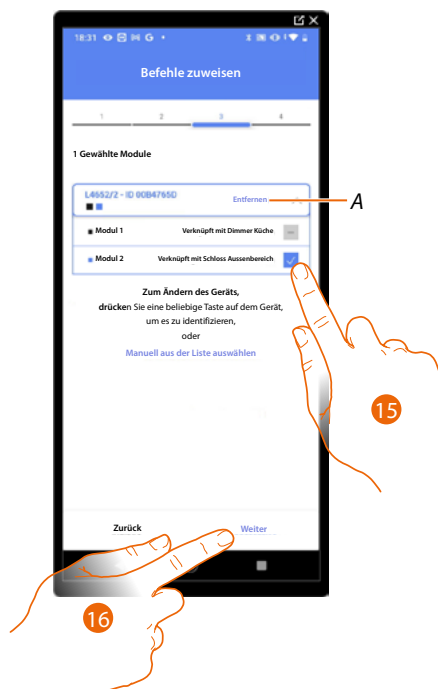 18:31
Befehle zuweisen
1 2 3 4
1 Gewählte Module
L4652/2 - ID 00B4765D Entfernen
A
Modul 1 Verknüpft mit Dimmer Küche
Modul 2 Verknüpft mit Schloss Aussenbereich
Zum Ändern des Geräts,
drücken Sie eine beliebige Taste auf dem Gerät,
um es zu identifizieren,
oder
Manuell aus der Liste auswählen
15
Zurück Weiter
16